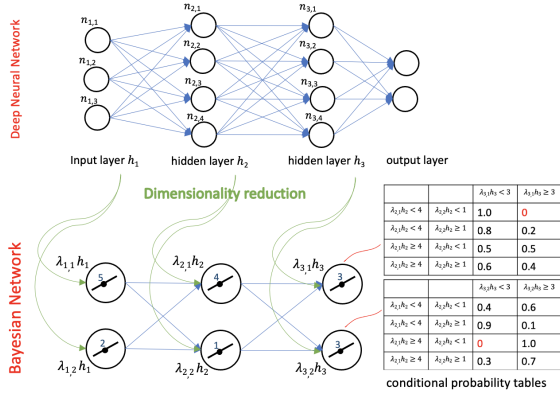 Deep Neural Network
n1,1
n1,2
n1,3
n2,1
n2,2
n2,3
n2,4
n3,1
n3,2
n3,3
n3,4
Input layer h1
hidden layer h2
hidden layer h3
output layer
Dimensionality reduction
Bayesian Network
λ1,1h1
5
λ1,2h1
2
λ2,1h2
4
λ2,2h2
1
λ3,1h3
3
λ3,2h3
3
λ3,1h3 < 3 λ3,1h3 ≥ 3
λ2,1h2 < 4 λ2,2h2 < 1 1.0 0
λ2,1h2 < 4 λ2,2h2 ≥ 1 0.8 0.2
λ2,1h2 ≥ 4 λ2,2h2 < 1 0.5 0.5
λ2,1h2 ≥ 4 λ2,2h2 ≥ 1 0.6 0.4
λ3,2h3 < 3 λ3,2h3 ≥ 3
λ2,1h2 < 4 λ2,2h2 < 1 0.4 0.6
λ2,1h2 < 4 λ2,2h2 ≥ 1 0.9 0.1
λ2,1h2 ≥ 4 λ2,2h2 < 1 0 1.0
λ2,1h2 ≥ 4 λ2,2h2 ≥ 1 0.3 0.7
conditional probability tables